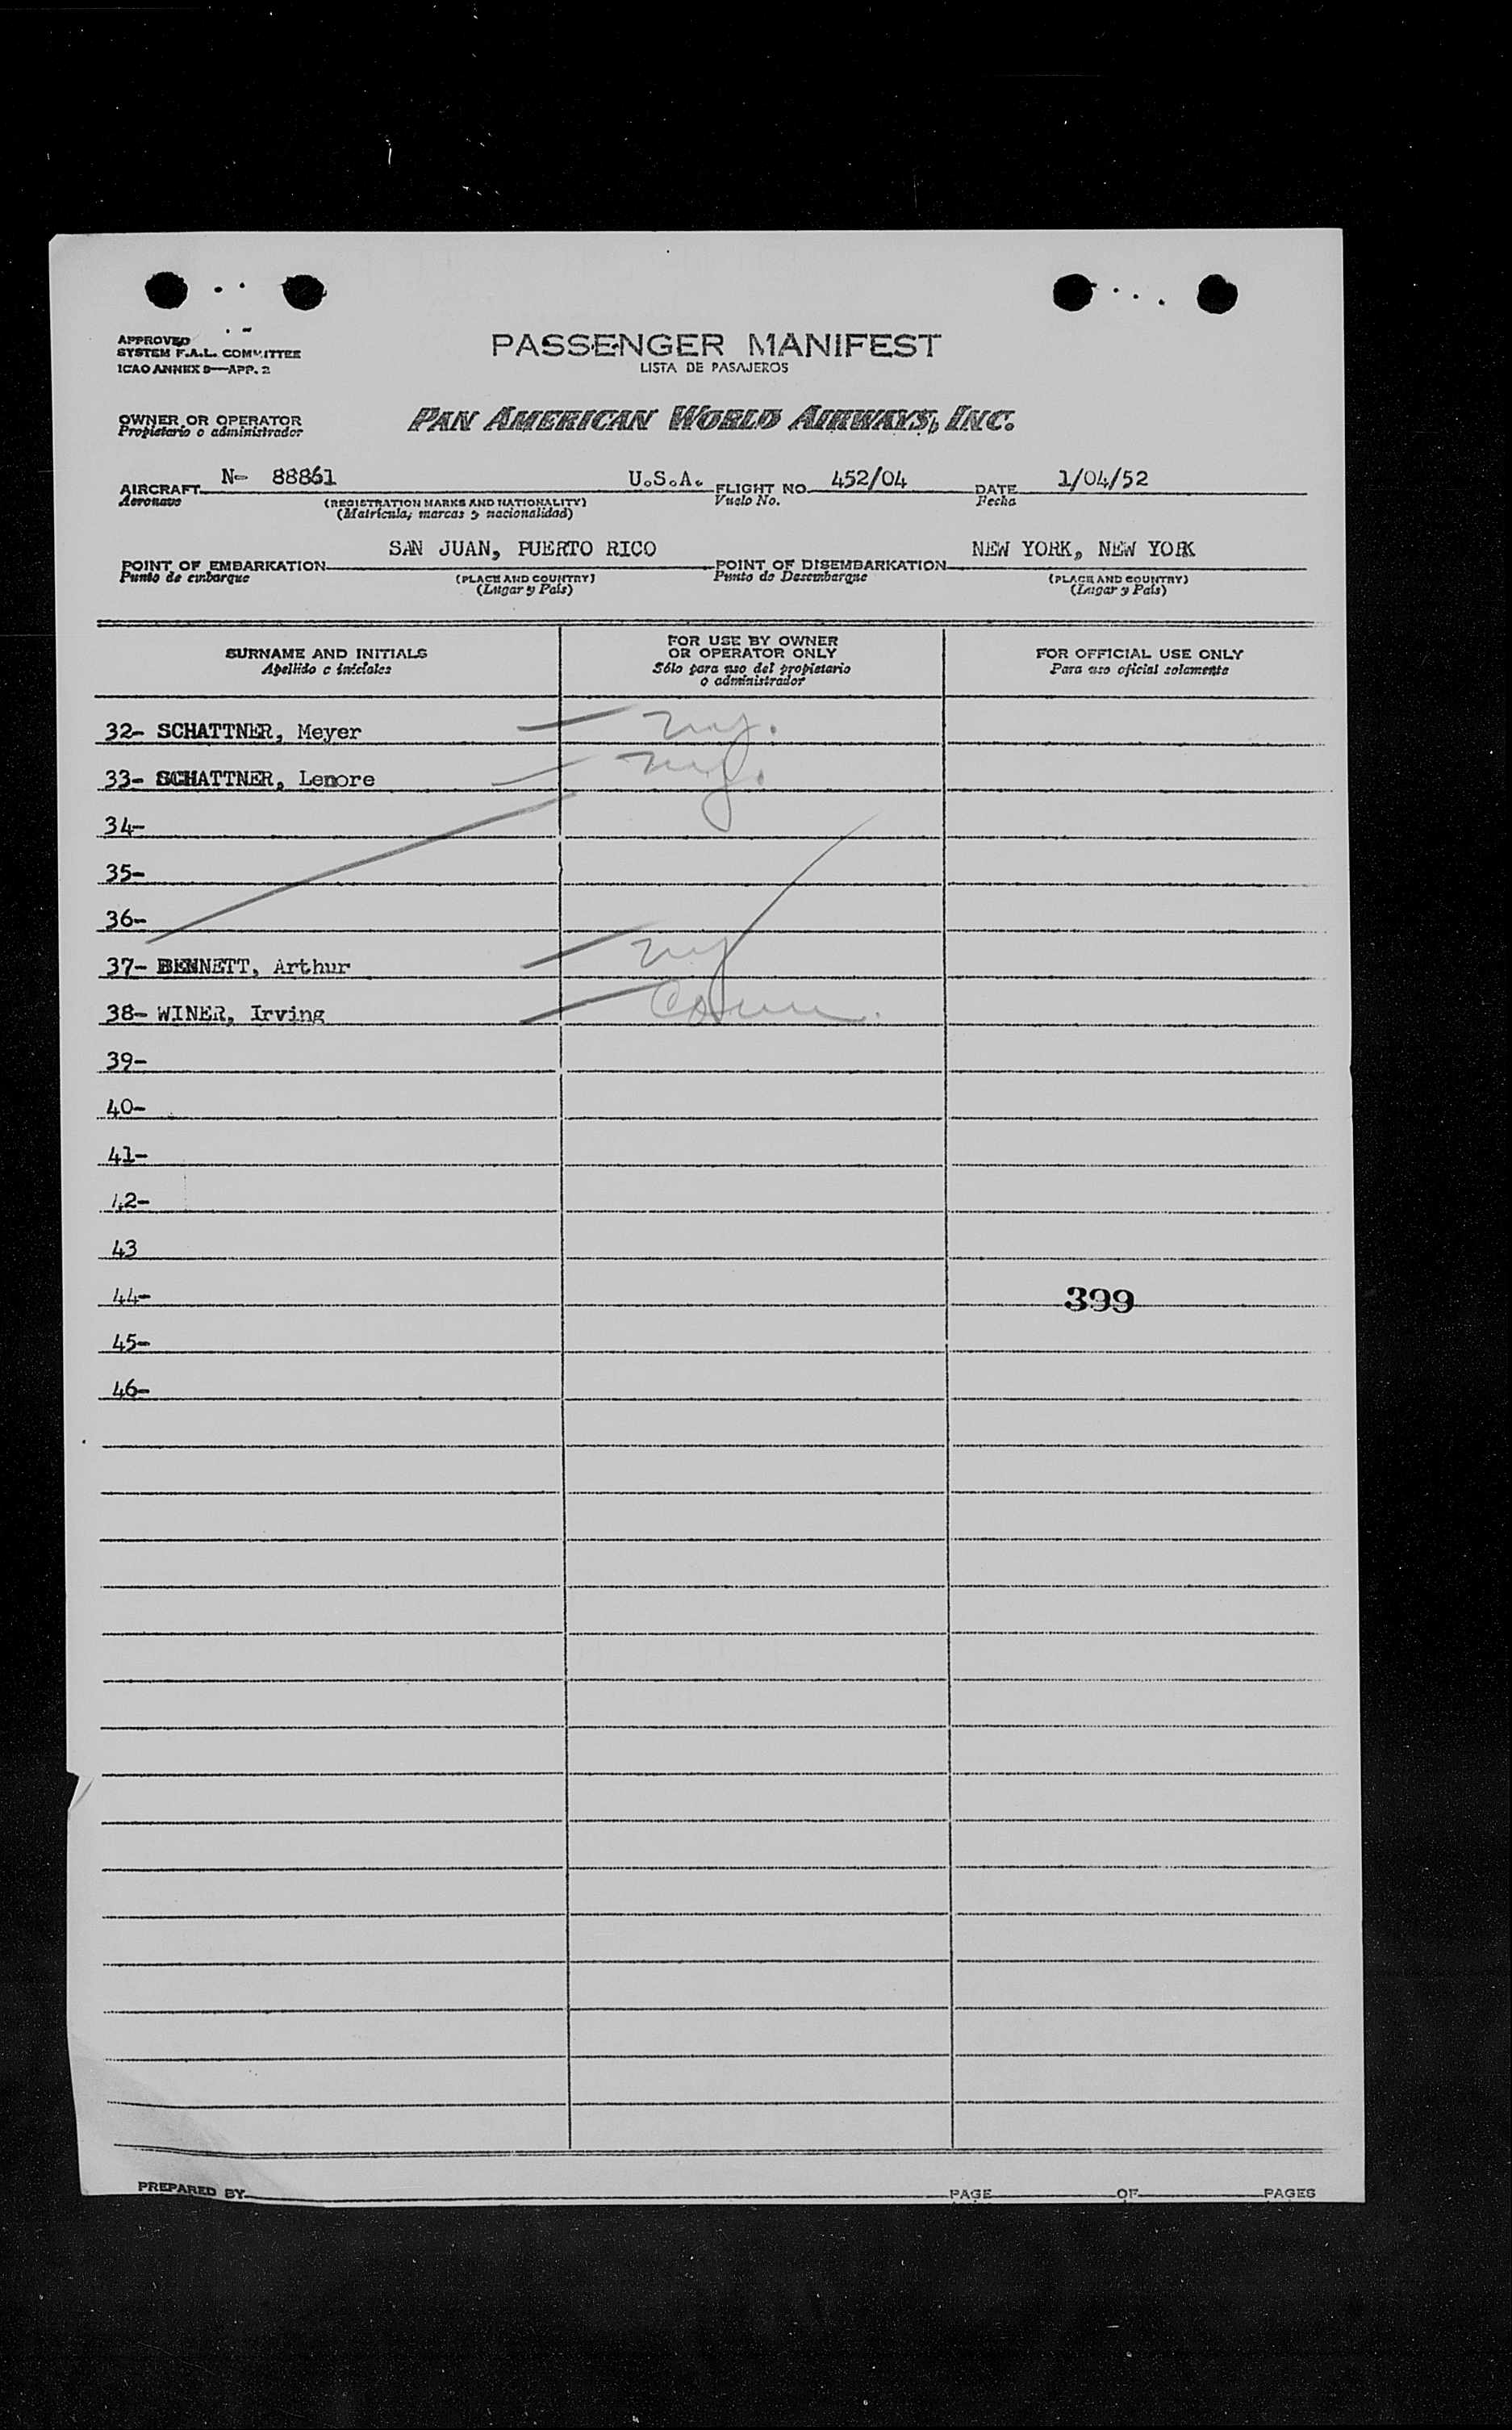 APPROVED
SYSTEM F.A.L. COMMITTEE
ICAO ANNEX 9—APP. 2
PASSENGER MANIFEST
LISTA DE PASAJEROS
OWNER OR OPERATOR
Propietario o administrador
PAN AMERICAN WORLD AIRWAYS, INC.
AIRCRAFT N- 88861 U.S.A. FLIGHT NO. 452/04 DATE 1/04/52
Aeronave (REGISTRATION MARKS AND NATIONALITY) Vuelo No. Fecha
(Matrícula, marcas y nacionalidad)
POINT OF EMBARKATION SAN JUAN, PUERTO RICO POINT OF DISEMBARKATION NEW YORK, NEW YORK
Punto de embarque (PLACE AND COUNTRY) Punto de Desembarque (PLACE AND COUNTRY)
(Lugar y País) (Lugar y País)
SURNAME AND INITIALS
Apellido e iniciales
FOR USE BY OWNER
OR OPERATOR ONLY
Sólo para uso del propietario
o administrador
FOR OFFICIAL USE ONLY
Para uso oficial solamente
32- SCHATTNER, Meyer
33- SCHATTNER, Lenore
34-
35-
36-
37- BENNETT, Arthur ny
38- WINER, Irving Conn.
39-
40-
41-
42-
43
44- 399
45-
46-
PREPARED BY PAGE OF PAGES